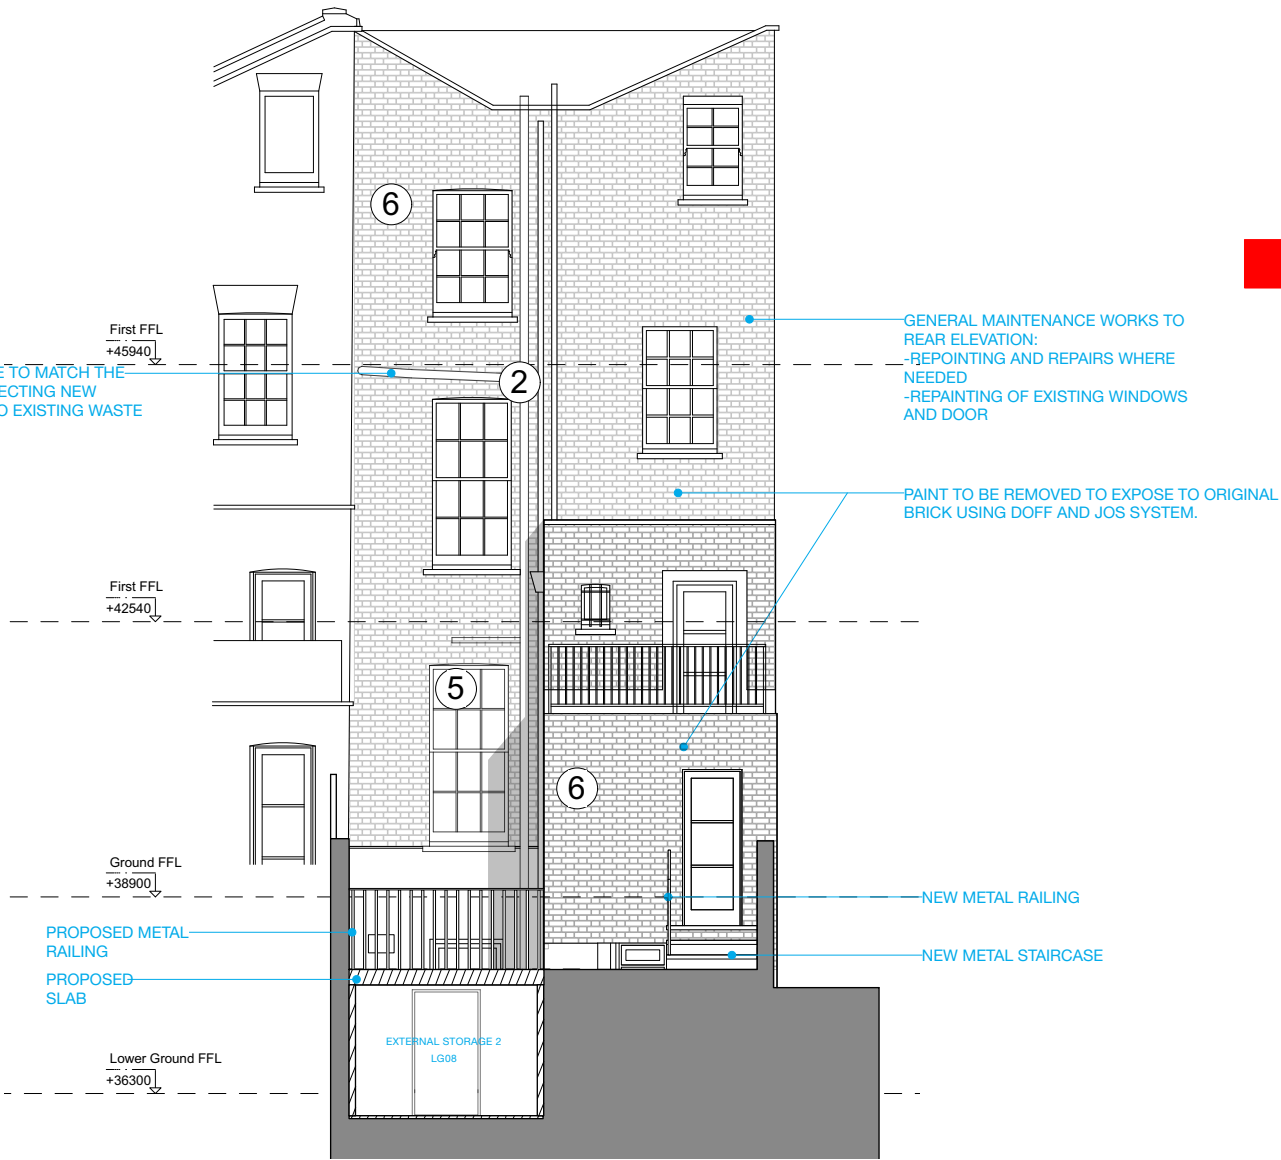 6
First FFL
+45940
GENERAL MAINTENANCE WORKS TO
REAR ELEVATION:
-REPOINTING AND REPAIRS WHERE
NEEDED
-REPAINTING OF EXISTING WINDOWS
AND DOOR
TO MATCH THE
NEW
EXISTING WASTE
2
PAINT TO BE REMOVED TO EXPOSE TO ORIGINAL
BRICK USING DOFF AND JOS SYSTEM.
First FFL
+42540
5
6
Ground FFL
+38900
NEW METAL RAILING
PROPOSED METAL
RAILING
NEW METAL STAIRCASE
PROPOSED
SLAB
EXTERNAL STORAGE 2
LG08
Lower Ground FFL
+36300